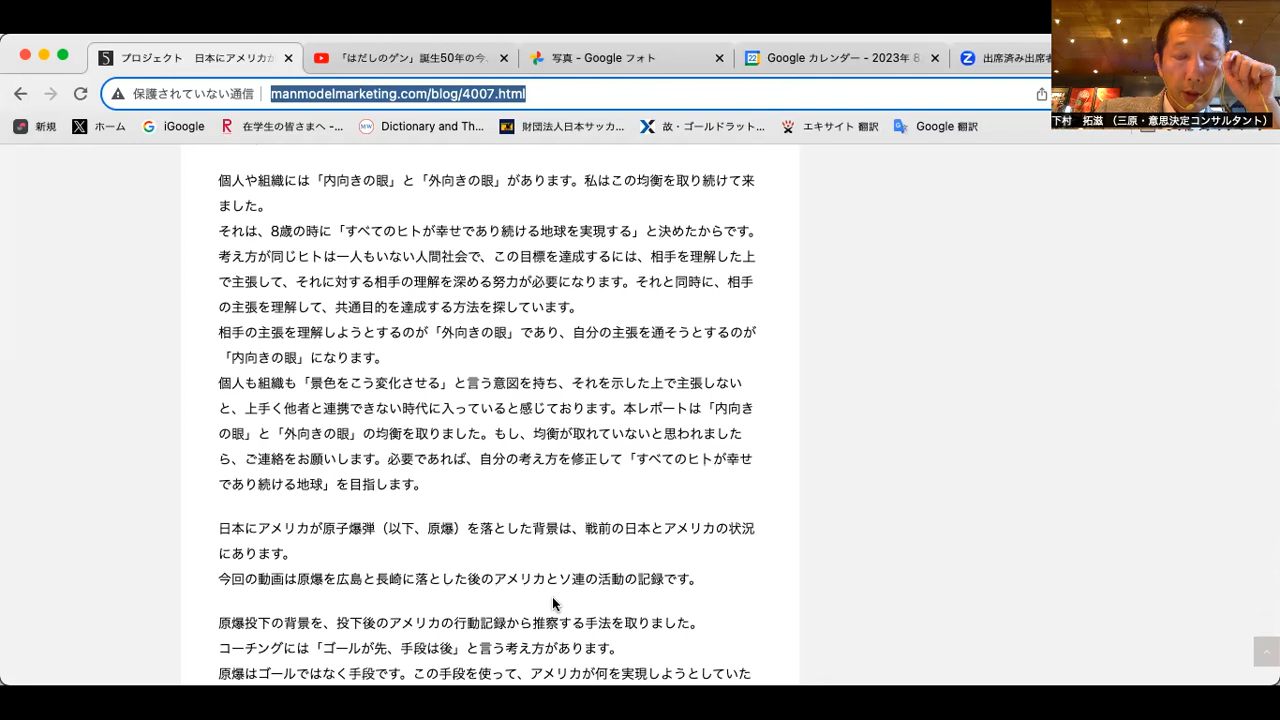 プロジェクト　日本にアメリカが
「はだしのゲン」誕生50年の今、
写真 - Google フォト
Google カレンダー - 2023年 8
出席済み出席者
保護されていない通信
manmodelmarketing.com/blog/4007.html
新規
ホーム
iGoogle
在学生の皆さまへ -...
Dictionary and Th...
財団法人日本サッカ...
故・ゴールドラット...
エキサイト 翻訳
Google 翻訳
下村　拓滋 （三原・意思決定コンサルタント）
個人や組織には「内向きの眼」と「外向きの眼」があります。私はこの均衡を取り続けて来
ました。
それは、8歳の時に「すべてのヒトが幸せであり続ける地球を実現する」と決めたからです。
考え方が同じヒトは一人もいない人間社会で、この目標を達成するには、相手を理解した上
で主張して、それに対する相手の理解を深める努力が必要になります。それと同時に、相手
の主張を理解して、共通目的を達成する方法を探しています。
相手の主張を理解しようとするのが「外向きの眼」であり、自分の主張を通そうとするのが
「内向きの眼」になります。
個人も組織も「景色をこう変化させる」と言う意図を持ち、それを示した上で主張しない
と、上手く他者と連携できない時代に入っていると感じております。本レポートは「内向き
の眼」と「外向きの眼」の均衡を取りました。もし、均衡が取れていないと思われました
ら、ご連絡をお願いします。必要であれば、自分の考え方を修正して「すべてのヒトが幸せ
であり続ける地球」を目指します。
日本にアメリカが原子爆弾（以下、原爆）を落とした背景は、戦前の日本とアメリカの状況
にあります。
今回の動画は原爆を広島と長崎に落とした後のアメリカとソ連の活動の記録です。
原爆投下の背景を、投下後のアメリカの行動記録から推察する手法を取りました。
コーチングには「ゴールが先、手段は後」と言う考え方があります。
原爆はゴールではなく手段です。この手段を使って、アメリカが何を実現しようとしていた